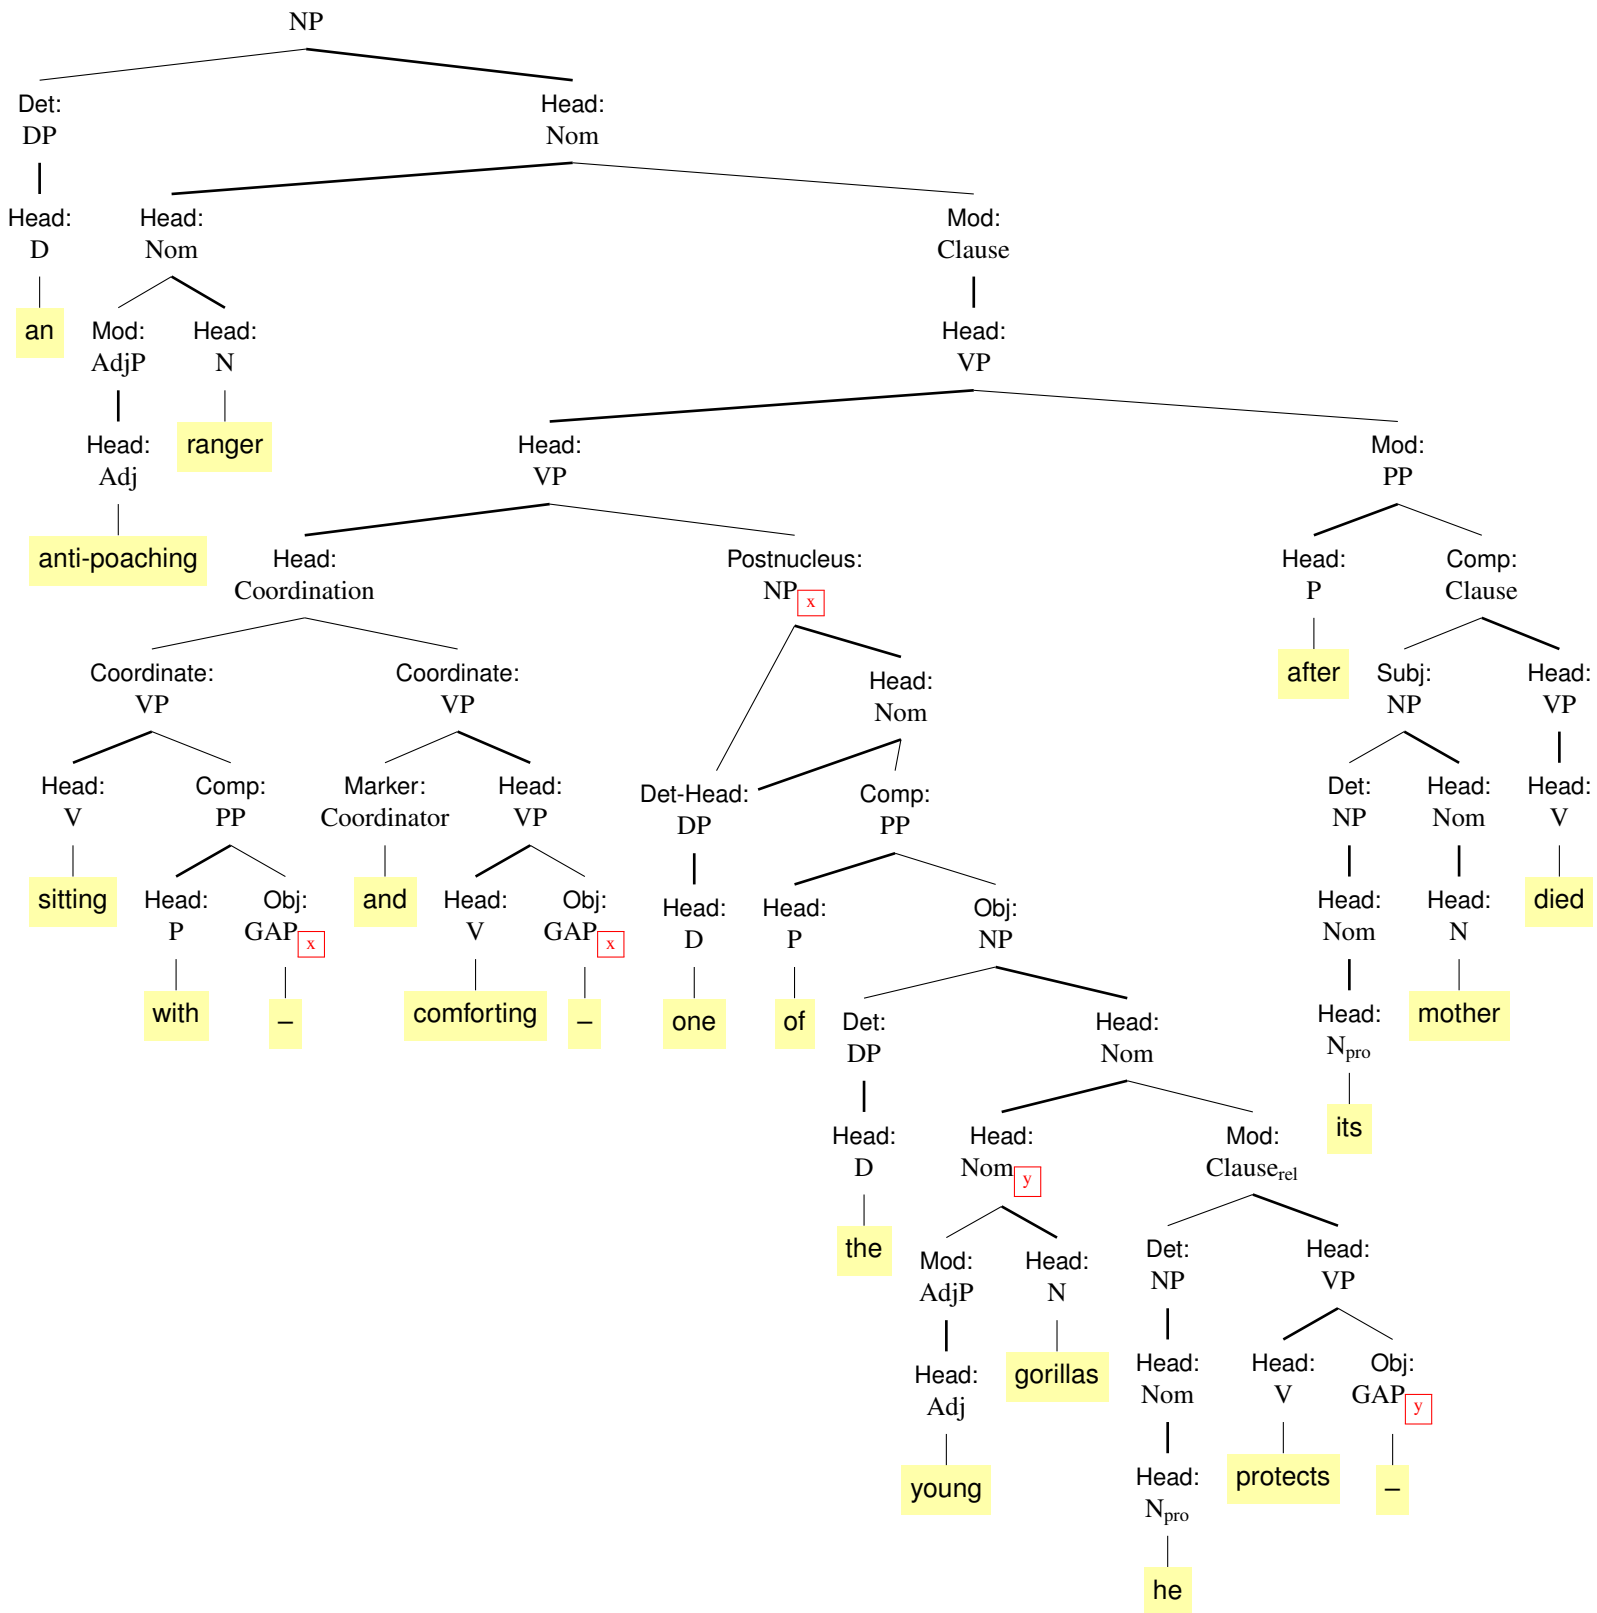 NP
Det: Head:
DP Nom
Head: Head: Mod:
D Nom Clause
an Mod: Head: Head:
AdjP N VP
Head: ranger Head: Mod:
Adj VP PP
anti-poaching Head: Postnucleus: Head: Comp:
Coordination NP x P Clause
Coordinate: Coordinate: Head: after Subj: Head:
VP VP Nom NP VP
Head: Comp: Marker: Head: Det-Head: Comp: Det: Head: Head:
V PP Coordinator VP DP PP NP Nom V
sitting Head: Obj: and Head: Obj: Head: Head: Obj: Head: Head: died
P GAP x V GAP x D P NP Nom N
with – comforting – one of Det: Head: Head: mother
DP Nom Npro
Head: Head: Mod: its
D Nom y Clauserel
the Mod: Head: Det: Head:
AdjP N NP VP
Head: gorillas Head: Head: Obj:
Adj Nom V GAP y
young Head: protects –
Npro
he